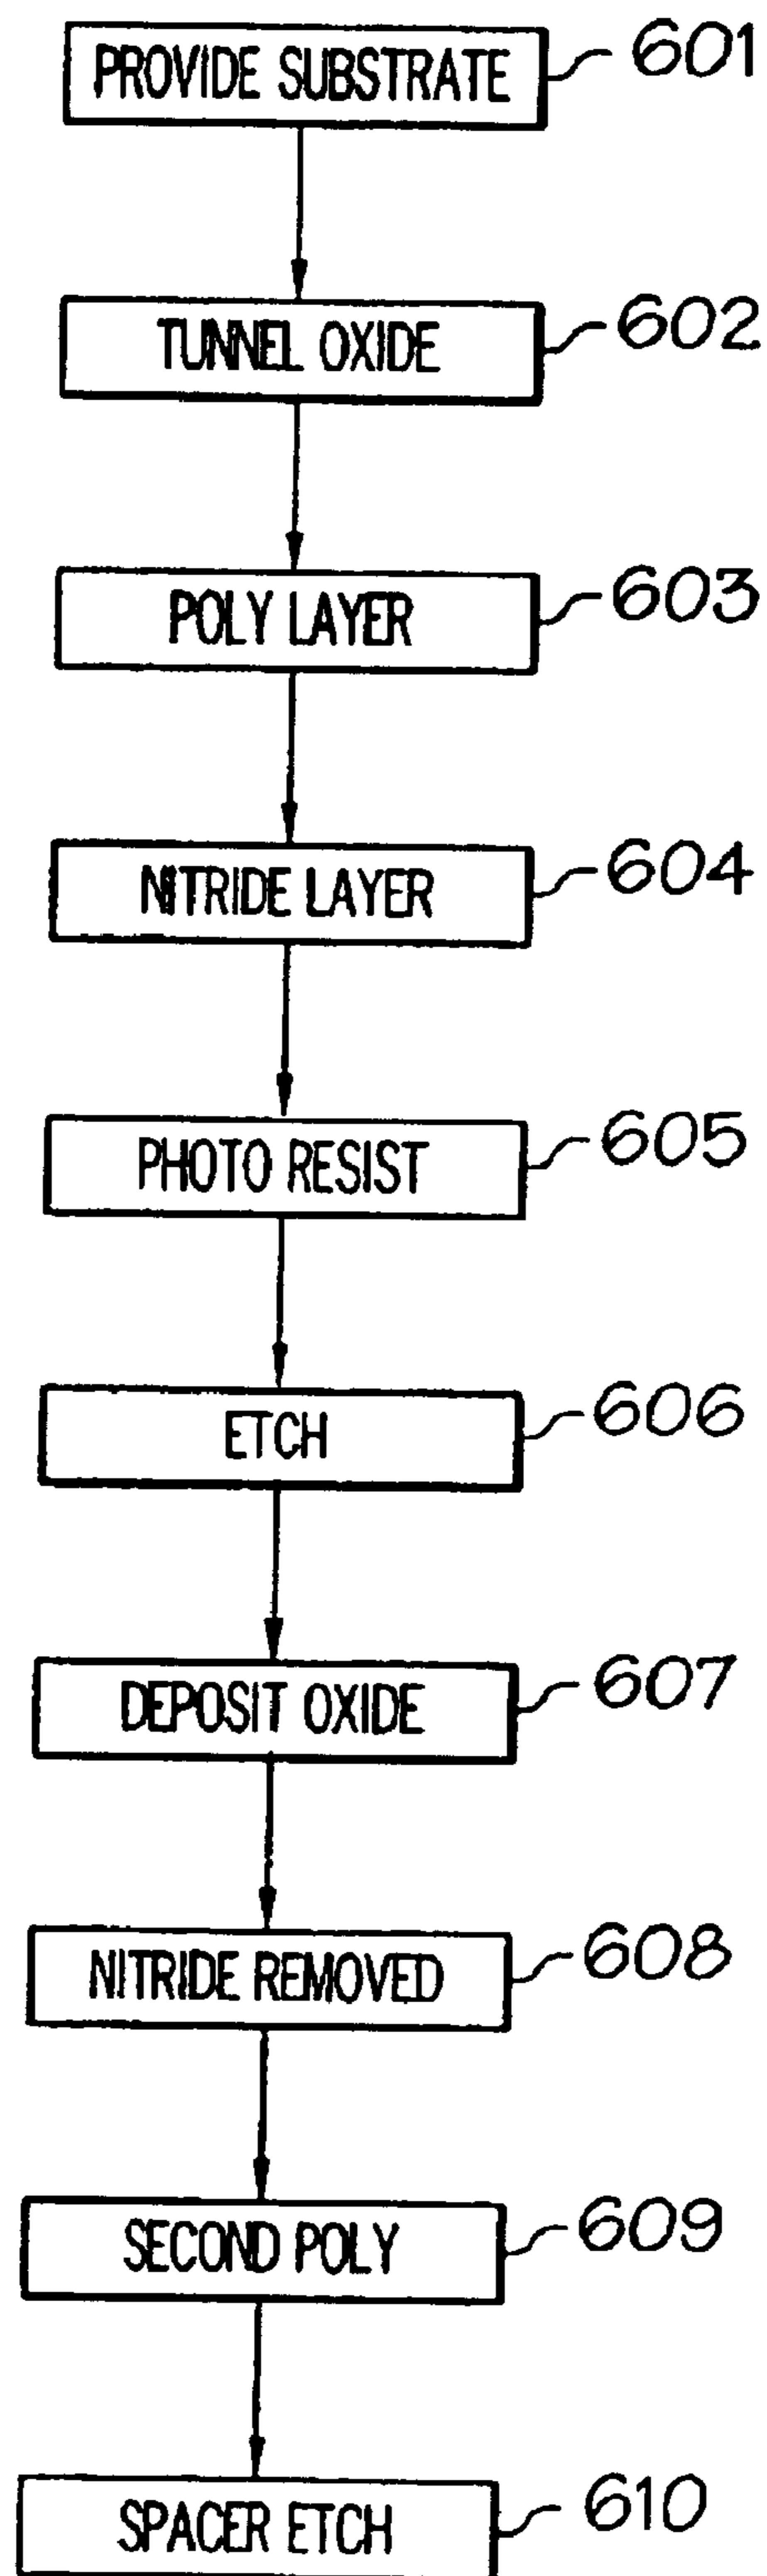 PROVIDE SUBSTRATE 601
TUNNEL OXIDE 602
POLY LAYER 603
NITRIDE LAYER 604
PHOTO RESIST 605
ETCH 606
DEPOSIT OXIDE 607
NITRIDE REMOVED 608
SECOND POLY 609
SPACER ETCH 610